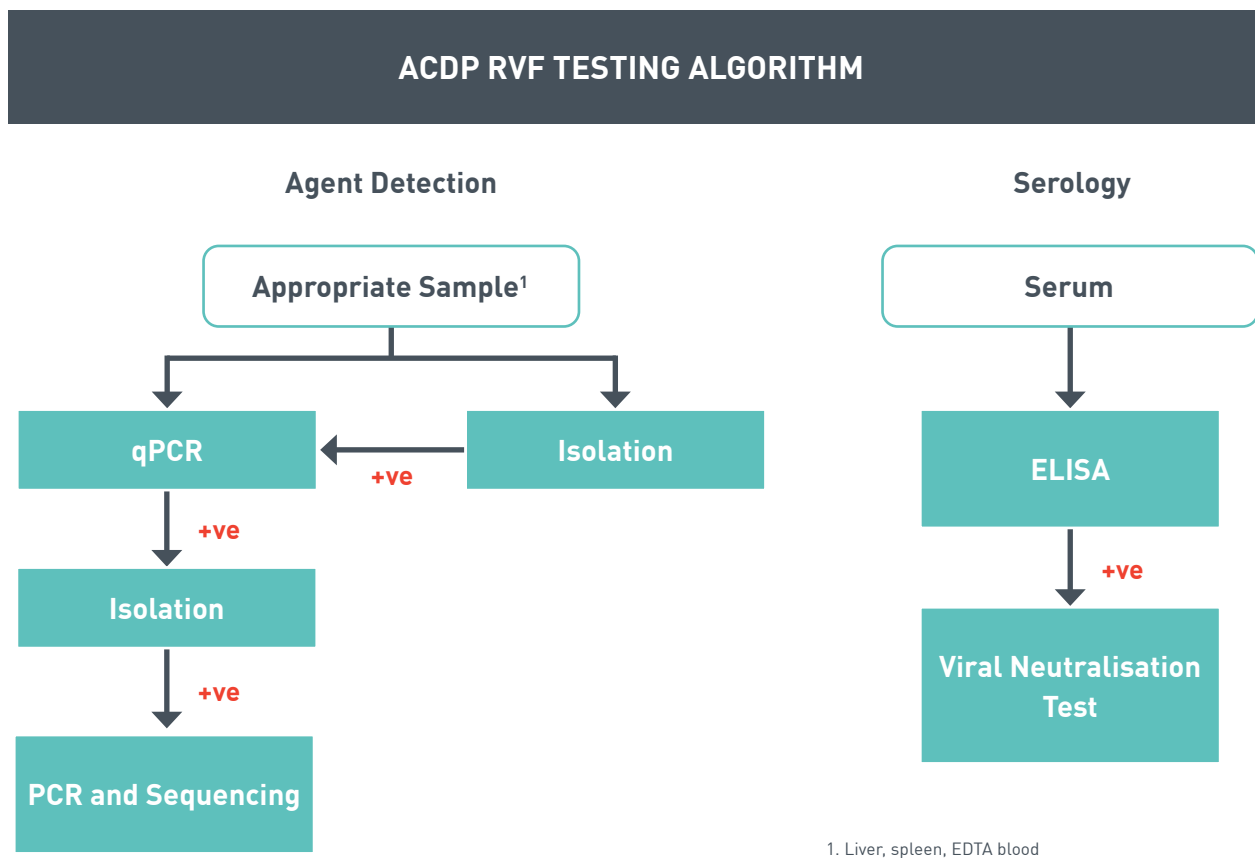 ACDP RVF TESTING ALGORITHM
Agent Detection
Serology
Appropriate Sample¹
Serum
qPCR
+ve
Isolation
ELISA
+ve
+ve
Isolation
Viral Neutralisation
Test
+ve
PCR and Sequencing
1. Liver, spleen, EDTA blood